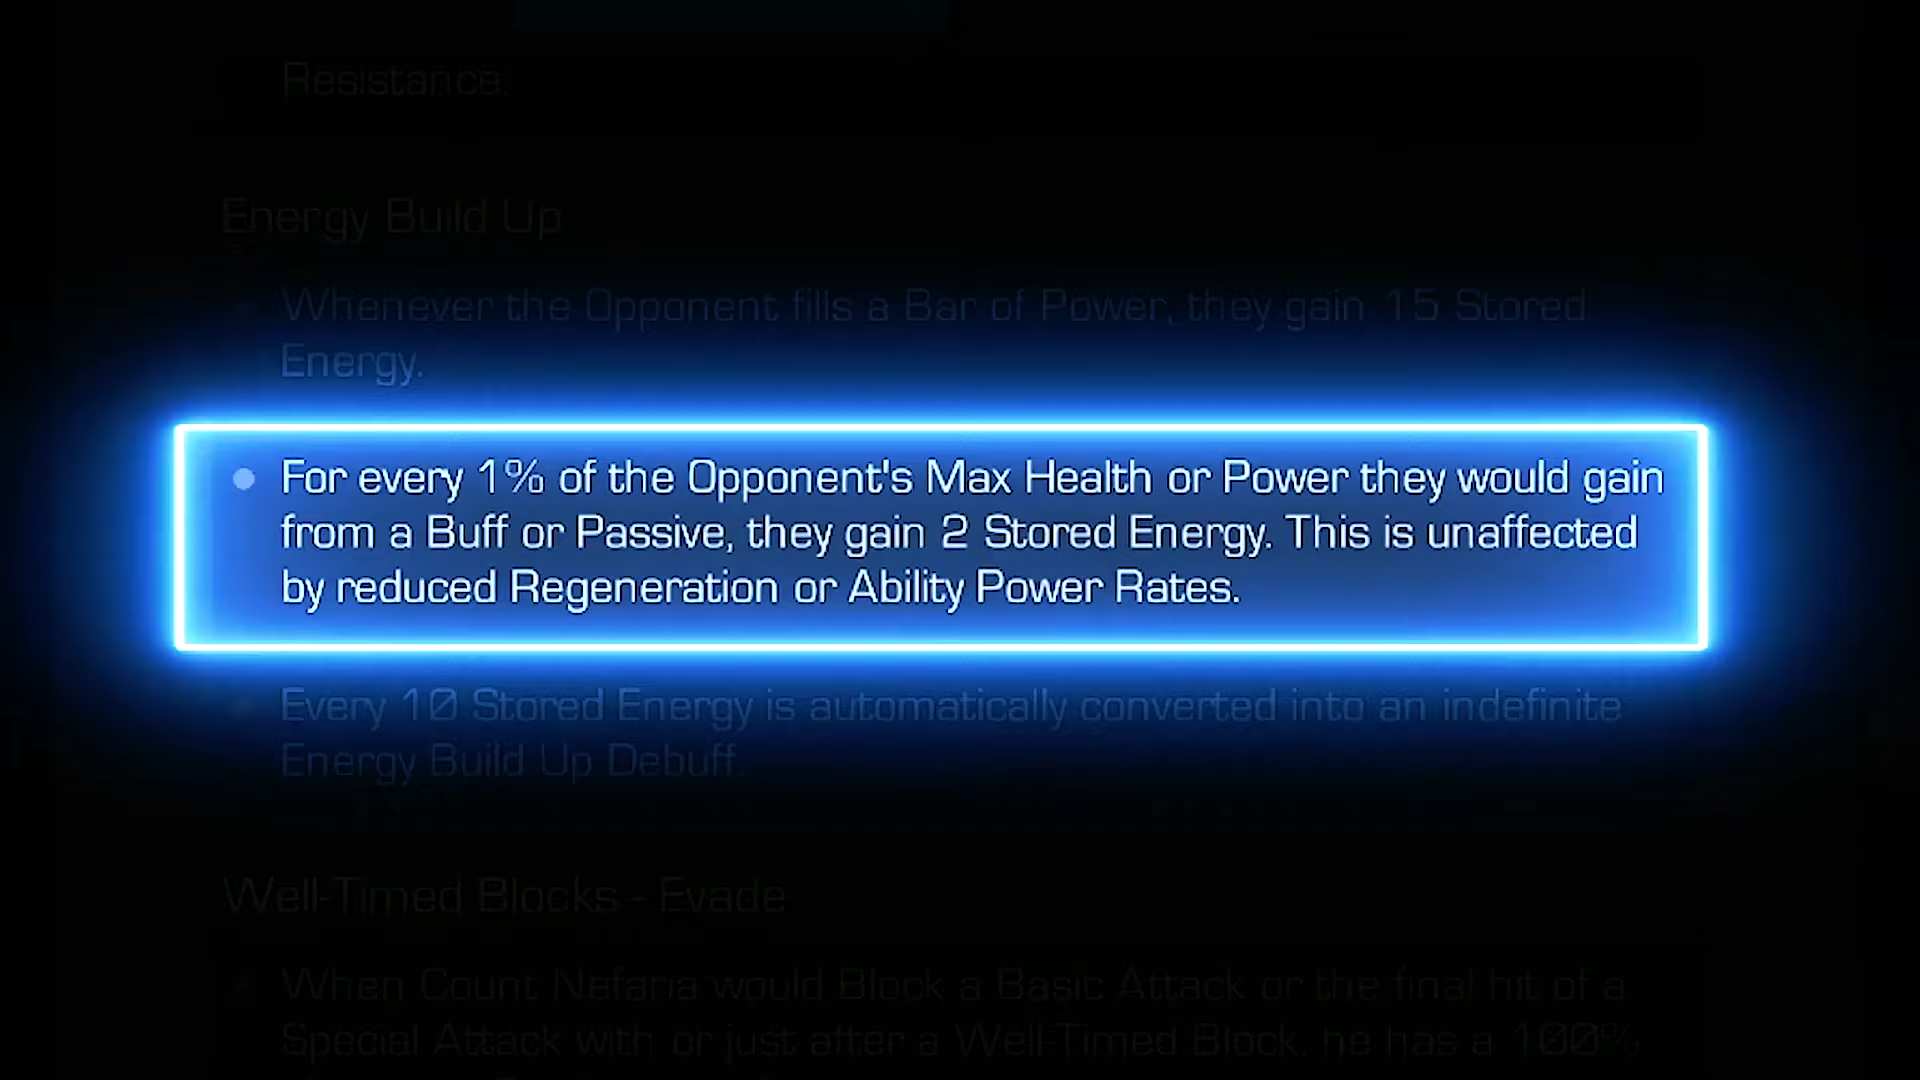 Resistance.
Energy Build Up
Whenever the Opponent fills a Bar of Power, they gain 15 Stored
Energy.
For every 1% of the Opponent's Max Health or Power they would gain
from a Buff or Passive, they gain 2 Stored Energy. This is unaffected
by reduced Regeneration or Ability Power Rates.
Every 10 Stored Energy is automatically converted into an indefinite
Energy Build Up Debuff.
Well-Timed Blocks - Evade
When Count Nefaria would Block a Basic Attack or the final hit of a
Special Attack with or just after a Well-Timed Block, he has a 100%